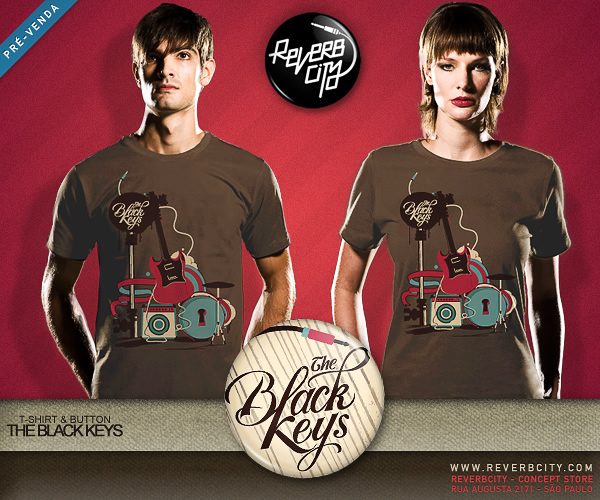 PRÉ-VENDA
REVERB
CITY
The
Black
Keys
The
Black
Keys
The
Black
Keys
T-SHIRT & BUTTON
THE BLACK KEYS
WWW.REVERBCITY.COM
REVERBCITY - CONCEPT STORE
RUA AUGUSTA 2171 - SÃO PAULO